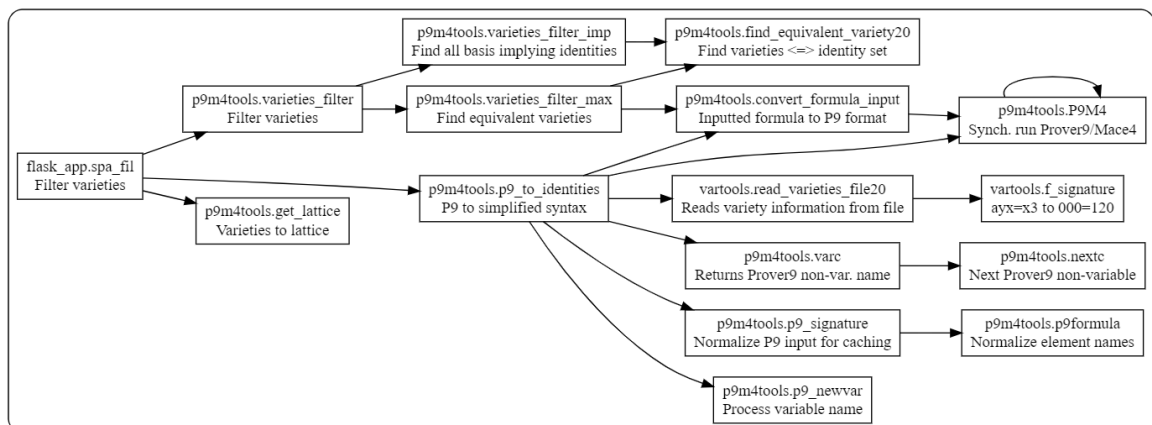 p9m4tools.varieties_filter_imp
Find all basis implying identities
p9m4tools.find_equivalent_variety20
Find varieties <=> identity set
p9m4tools.varieties_filter
Filter varieties
p9m4tools.varieties_filter_max
Find equivalent varieties
p9m4tools.convert_formula_input
Inputted formula to P9 format
p9m4tools.P9M4
Synch. run Prover9/Mace4
flask_app.spa_fil
Filter varieties
p9m4tools.p9_to_identities
P9 to simplified syntax
vartools.read_varieties_file20
Reads variety information from file
vartools.f_signature
ayx=x3 to 000=120
p9m4tools.get_lattice
Varieties to lattice
p9m4tools.varc
Returns Prover9 non-var. name
p9m4tools.nextc
Next Prover9 non-variable
p9m4tools.p9_signature
Normalize P9 input for caching
p9m4tools.p9formula
Normalize element names
p9m4tools.p9_newvar
Process variable name